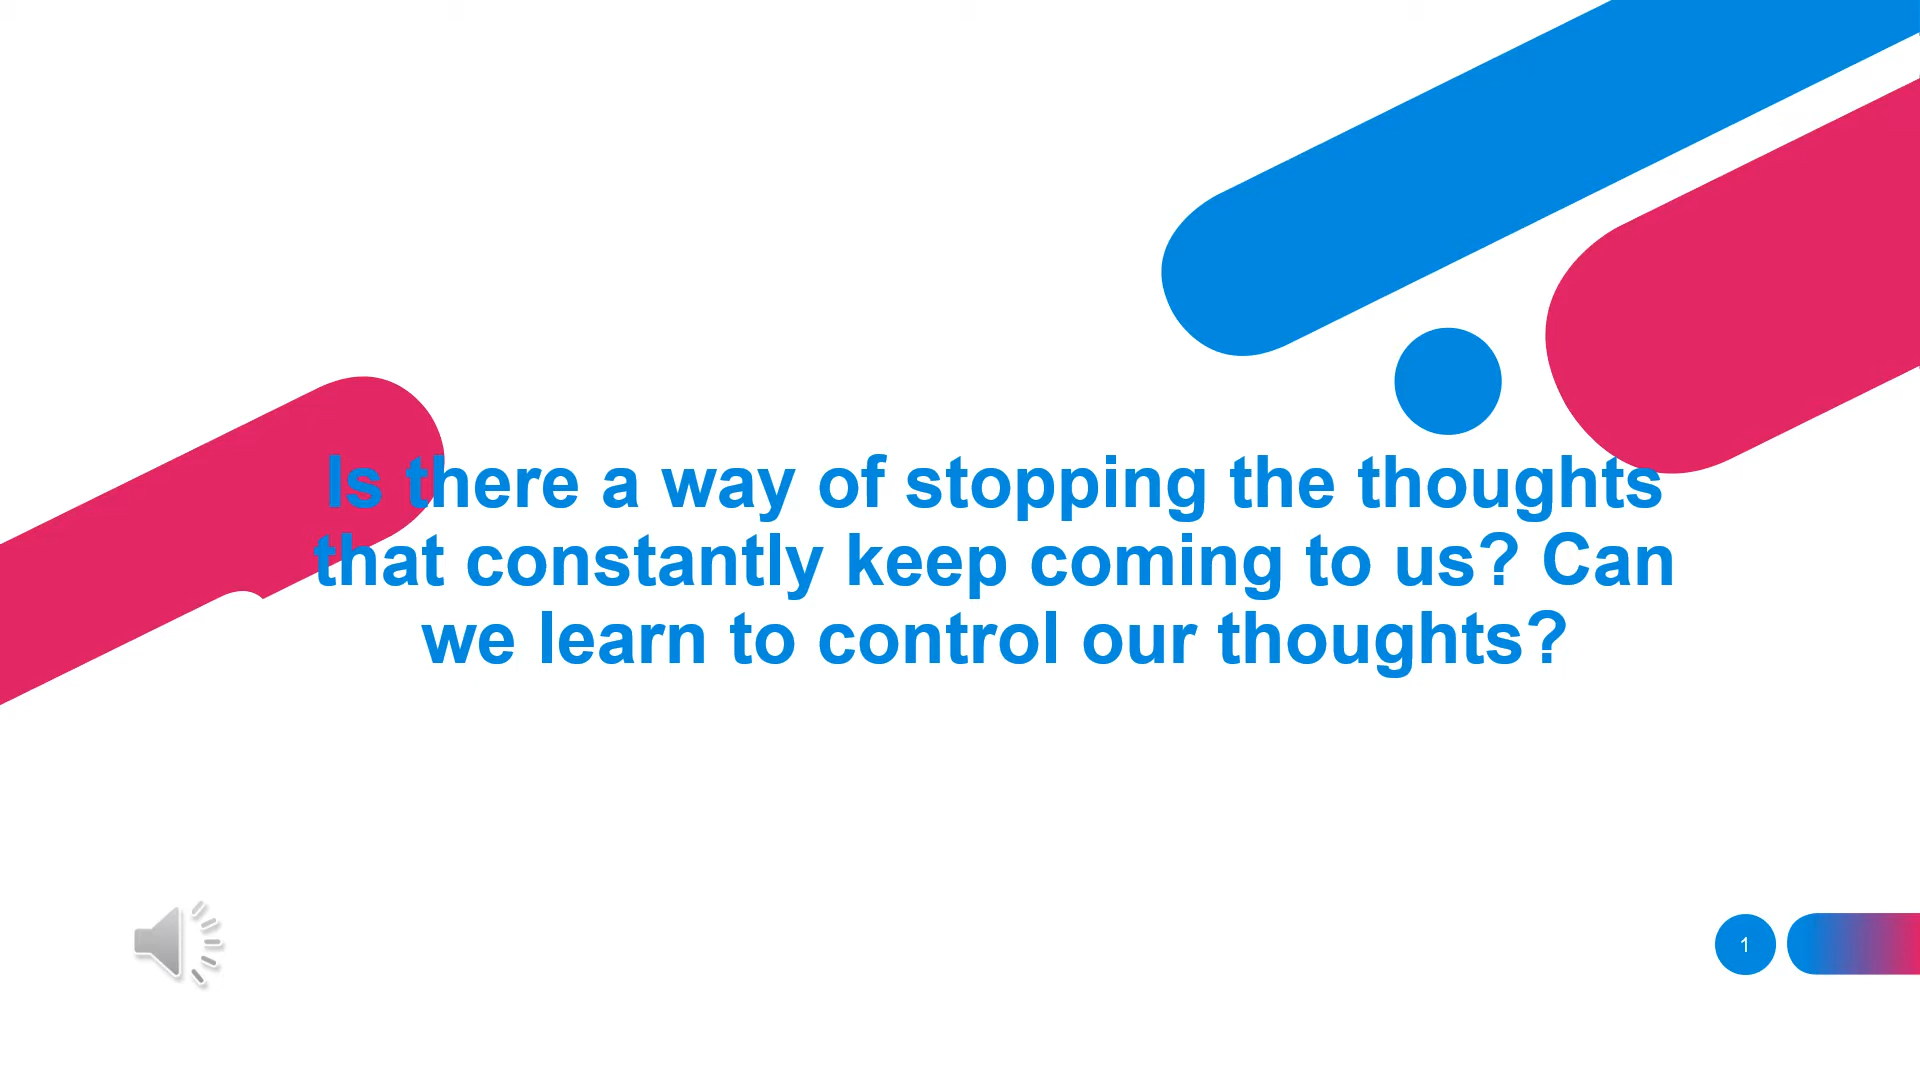 Is there a way of stopping the thoughts
that constantly keep coming to us? Can
we learn to control our thoughts?
1